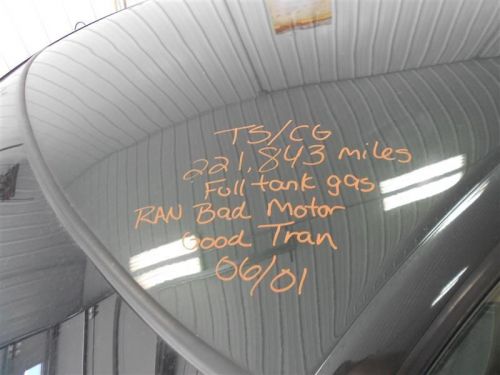 TS/CG
221,843 miles
Full tank gas
RAN Bad Motor
Good Tran
06/01